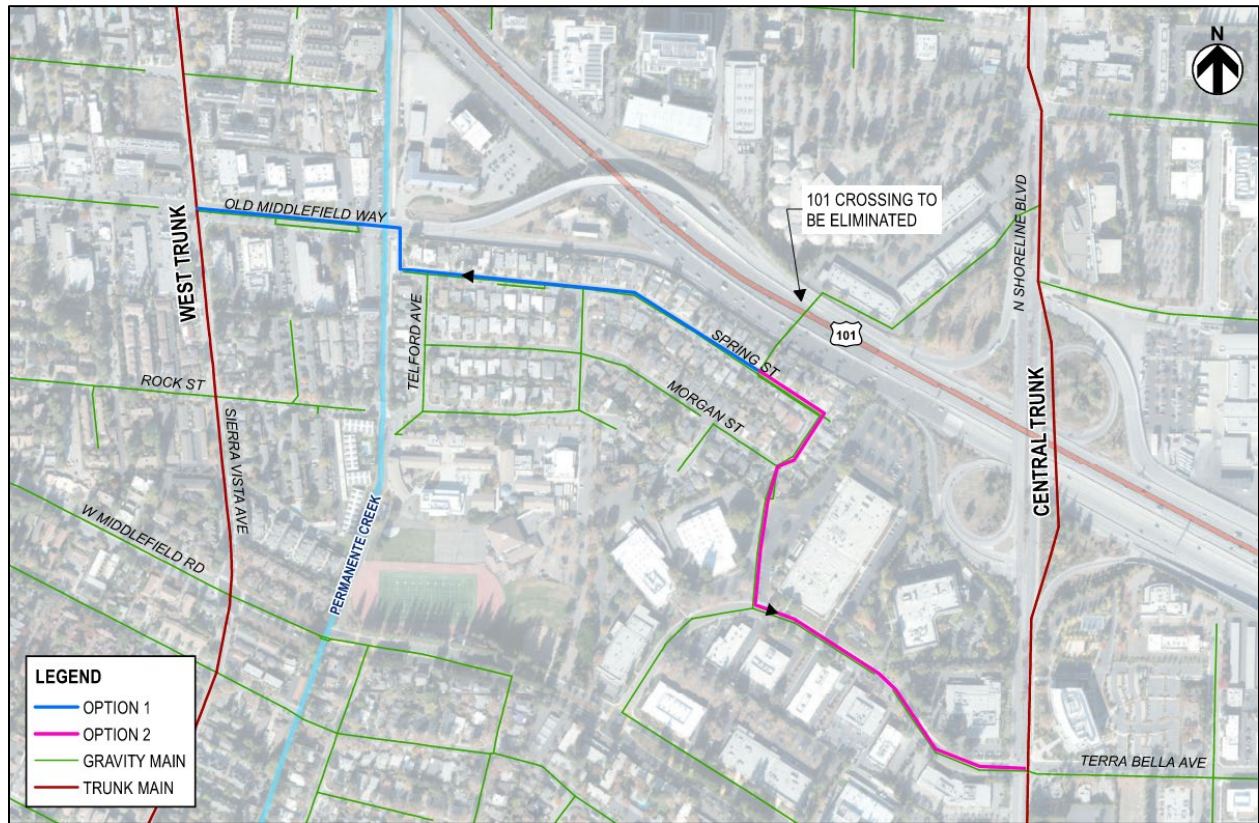 N
OLD MIDDLEFIELD WAY
101 CROSSING TO
BE ELIMINATED
N SHORELINE BLVD
WEST TRUNK
TELFORD AVE
SPRING ST
101
ROCK ST
MORGAN ST
SIERRA VISTA AVE
CENTRAL TRUNK
W MIDDLEFIELD RD
PERMANENTE CREEK
TERRA BELLA AVE
LEGEND
OPTION 1
OPTION 2
GRAVITY MAIN
TRUNK MAIN